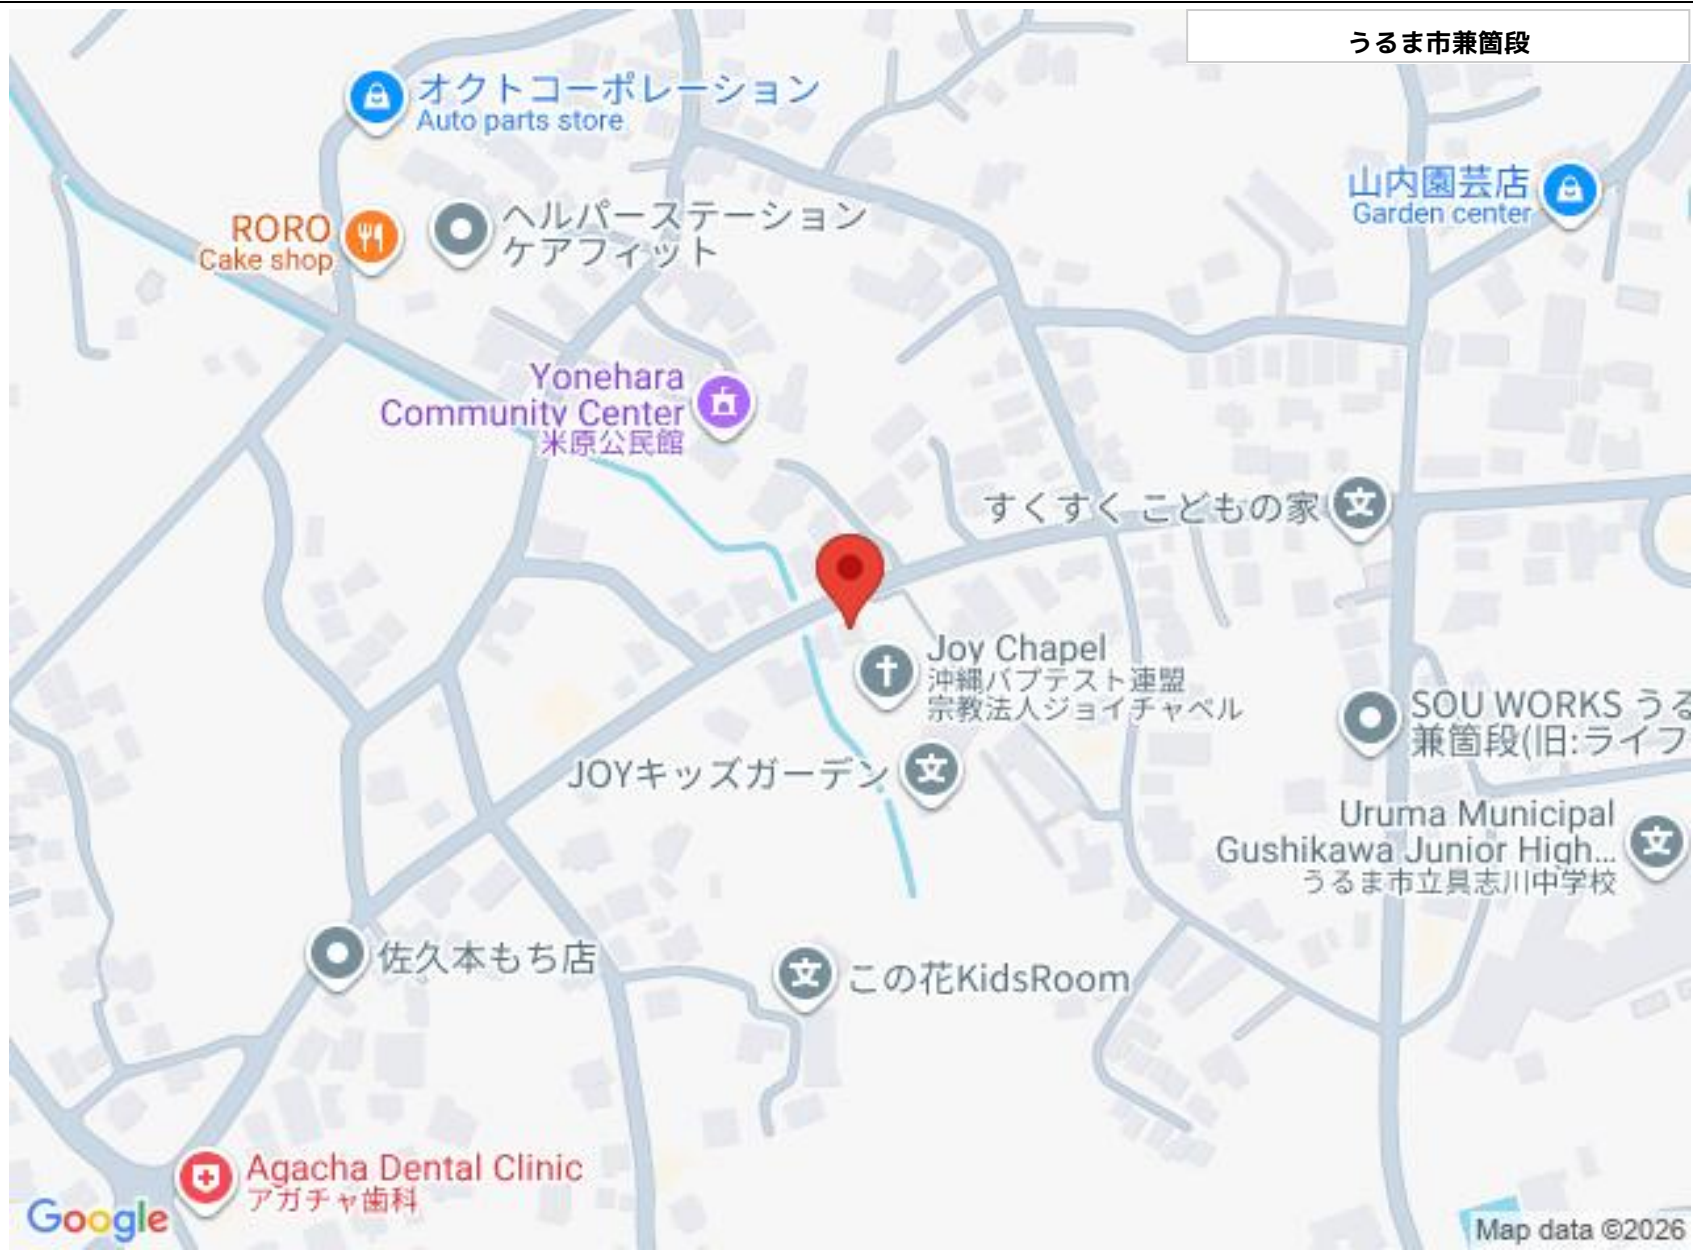 うるま市兼箇段
オクトコーポレーション
Auto parts store
山内園芸店
Garden center
RORO
Cake shop
ヘルパーステーション
ケアフィット
Yonehara
Community Center
米原公民館
すくすく こどもの家
Joy Chapel
沖縄バプテスト連盟
宗教法人ジョイチャペル
SOU WORKS うる
兼箇段(旧:ライフ
JOYキッズガーデン
Uruma Municipal
Gushikawa Junior High...
うるま市立具志川中学校
佐久本もち店
この花KidsRoom
Agacha Dental Clinic
アガチャ歯科
Google
Map data ©2026